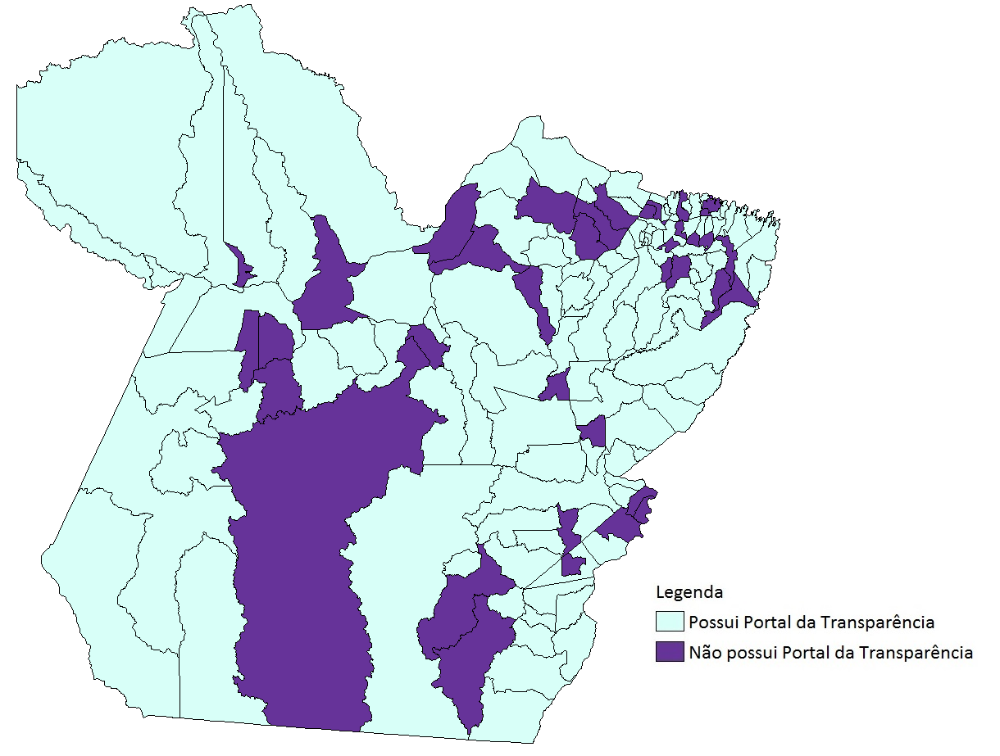 Legenda
Possui Portal da Transparência
Não possui Portal da Transparência